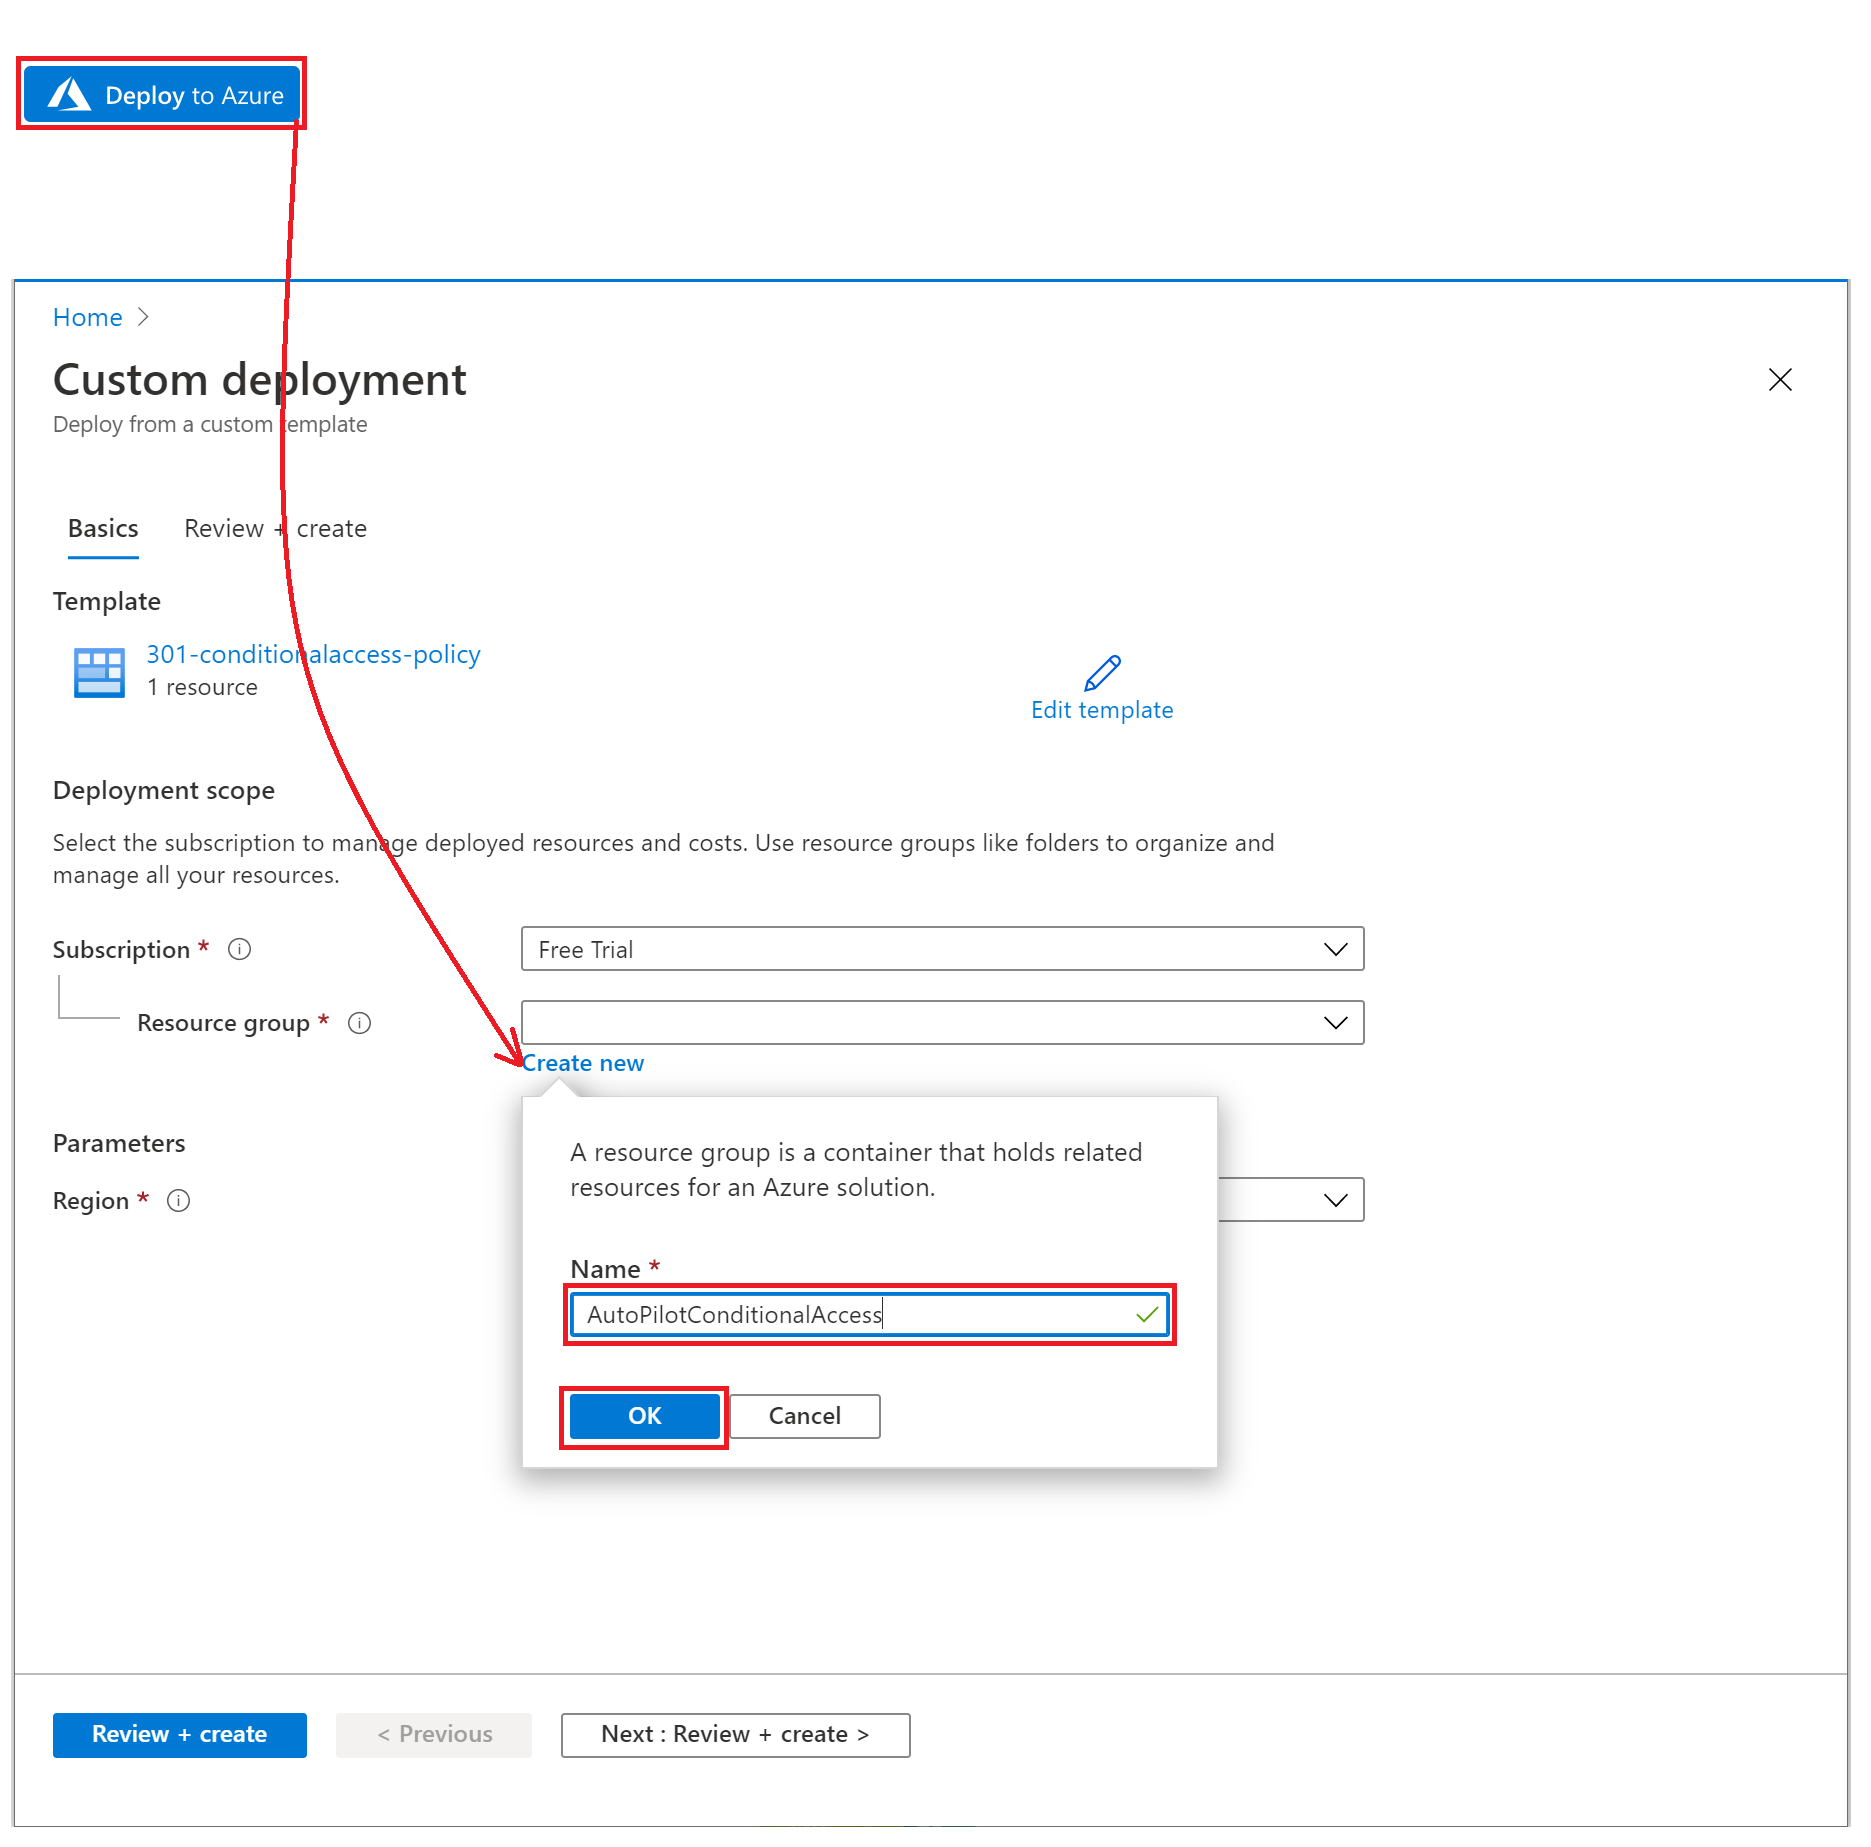 Deploy to Azure
Home >
Custom deployment
Deploy from a custom template
Basics Review + create
Template
301-conditionalaccess-policy
1 resource
Edit template
Deployment scope
Select the subscription to manage deployed resources and costs. Use resource groups like folders to organize and
manage all your resources.
Subscription *
Free Trial
Resource group *
Create new
A resource group is a container that holds related
resources for an Azure solution.
Parameters
Region *
Name *
AutoPilotConditionalAccess
OK Cancel
Review + create < Previous Next : Review + create >